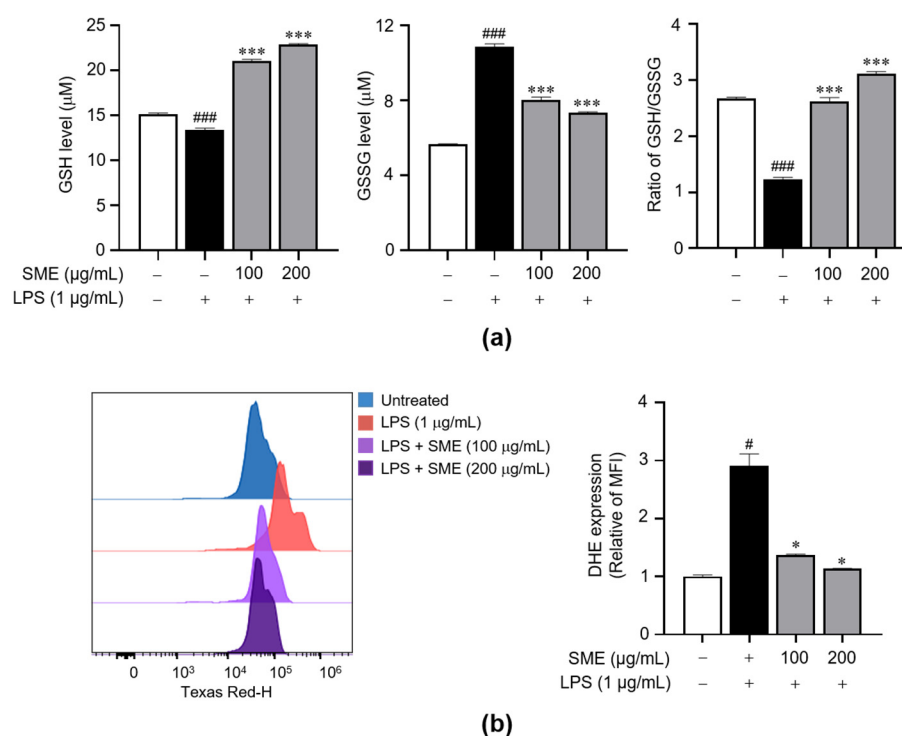 25
20
15
10
5
0
GSH level (μM)
###
***
***
SME (μg/mL) – – 100 200
LPS (1 μg/mL) – + + +
12
8
4
0
GSSG level (μM)
###
***
***
– – 100 200
– + + +
4
3
2
1
0
Ratio of GSH/GSSG
###
***
***
– – 100 200
– + + +
(a)
Untreated
LPS (1 μg/mL)
LPS + SME (100 μg/mL)
LPS + SME (200 μg/mL)
0 10³ 10⁴ 10⁵ 10⁶
Texas Red-H
4
3
2
1
0
DHE expression
(Relative of MFI)
#
*
*
SME (μg/mL) – + 100 200
LPS (1 μg/mL) – + + +
(b)